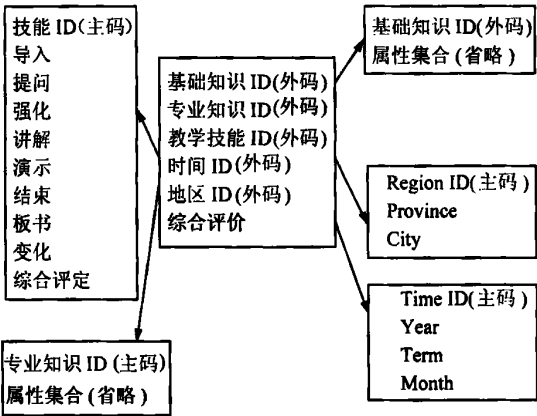 技能 ID(主码)
导入
提问
强化
讲解
演示
结束
板书
变化
综合评定
基础知识 ID(外码)
专业知识 ID(外码)
教学技能 ID(外码)
时间 ID(外码)
地区 ID(外码)
综合评价
基础知识 ID(外码)
属性集合(省略)
Region ID(主码)
Province
City
Time ID(主码)
Year
Term
Month
专业知识 ID (主码)
属性集合(省略)